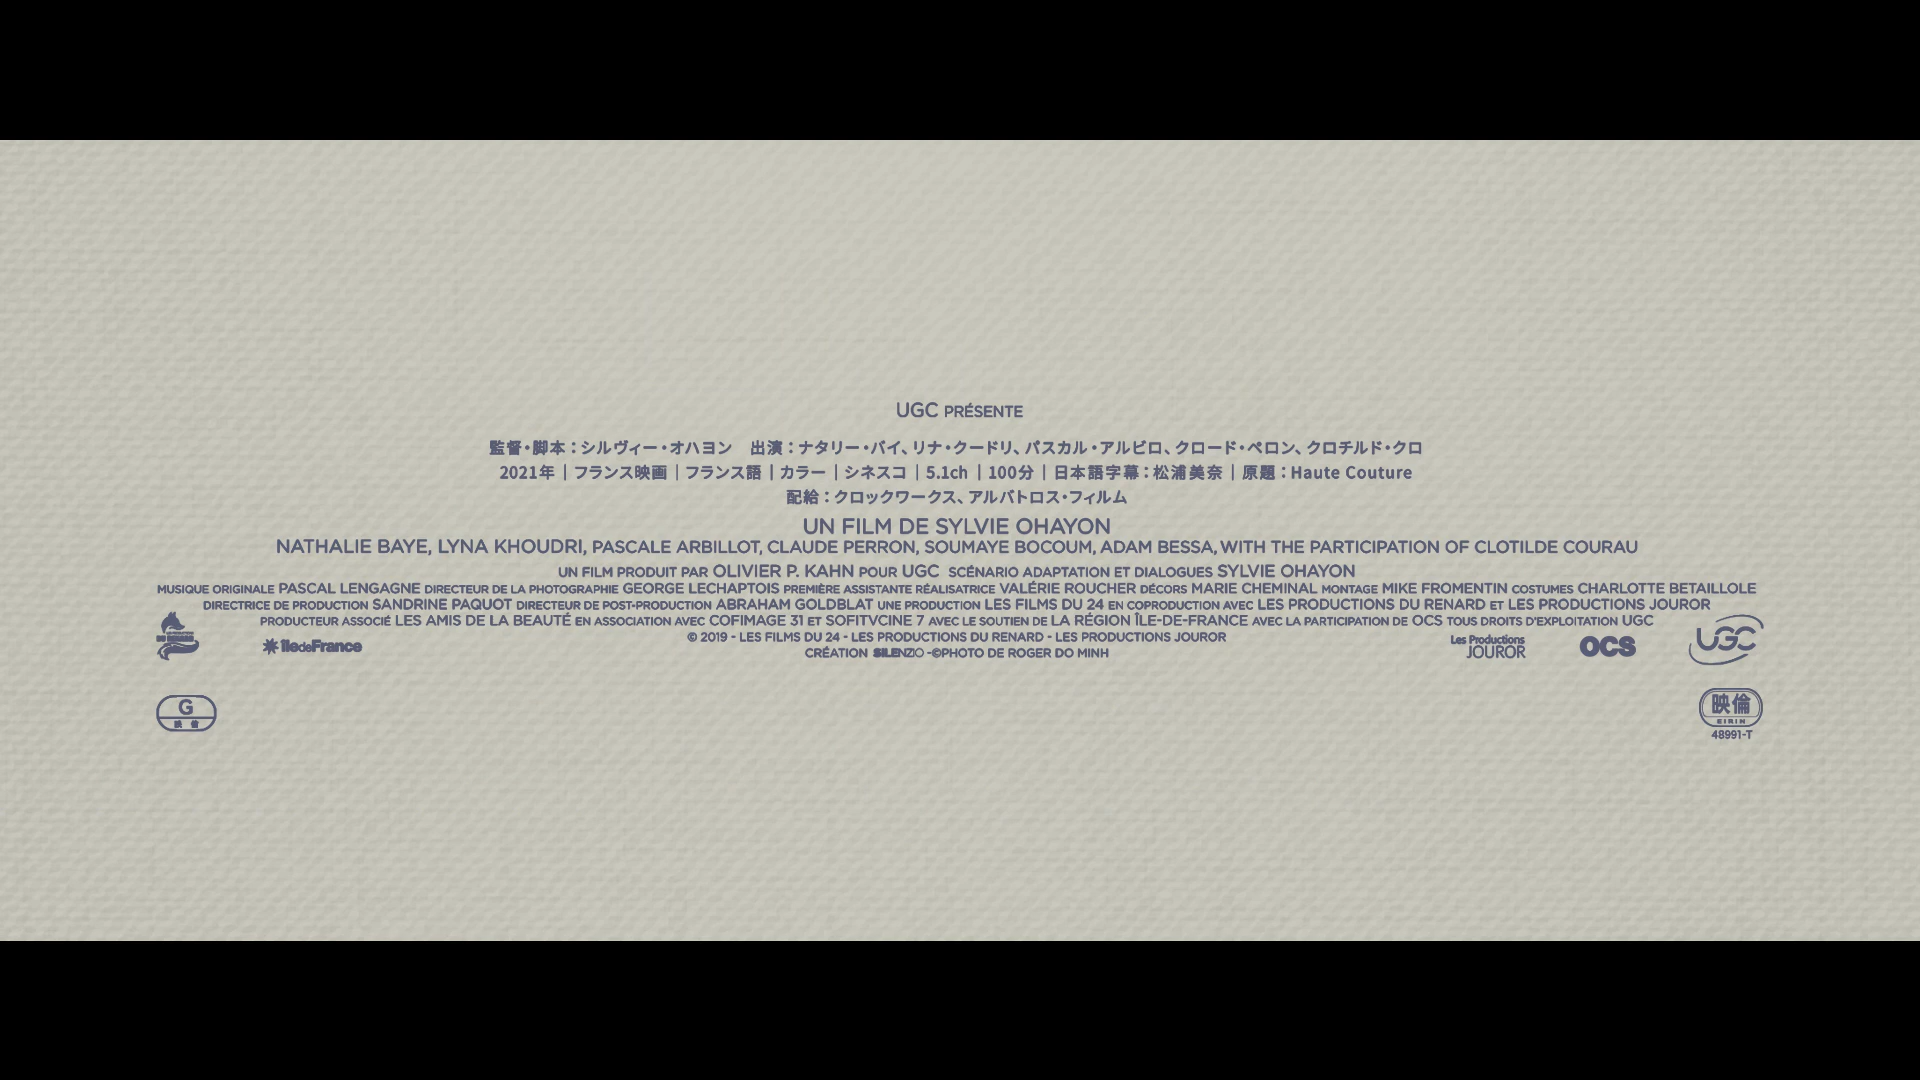 UGC PRÉSENTE
監督・脚本：シルヴィー・オハヨン　出演：ナタリー・バイ、リナ・クードリ、パスカル・アルビロ、クロード・ペロン、クロチルド・クロ
2021年｜フランス映画｜フランス語｜カラー｜シネスコ｜5.1ch｜100分｜日本語字幕：松浦美奈｜原題：Haute Couture
配給：クロックワークス、アルバトロス・フィルム
UN FILM DE SYLVIE OHAYON
NATHALIE BAYE, LYNA KHOUDRI, PASCALE ARBILLOT, CLAUDE PERRON, SOUMAYE BOCOUM, ADAM BESSA, WITH THE PARTICIPATION OF CLOTILDE COURAU
UN FILM PRODUIT PAR OLIVIER P. KAHN POUR UGC SCÉNARIO ADAPTATION ET DIALOGUES SYLVIE OHAYON
MUSIQUE ORIGINALE PASCAL LENGAGNE DIRECTEUR DE LA PHOTOGRAPHIE GEORGE LECHAPTOIS PREMIÈRE ASSISTANTE RÉALISATRICE VALÉRIE ROUCHER DÉCORS MARIE CHEMINAL MONTAGE MIKE FROMENTIN COSTUMES CHARLOTTE BETAILLOLE
DIRECTRICE DE PRODUCTION SANDRINE PAQUOT DIRECTEUR DE POST-PRODUCTION ABRAHAM GOLDBLAT UNE PRODUCTION LES FILMS DU 24 EN COPRODUCTION AVEC LES PRODUCTIONS DU RENARD ET LES PRODUCTIONS JOUROR
PRODUCTEUR ASSOCIÉ LES AMIS DE LA BEAUTÉ EN ASSOCIATION AVEC COFIMAGE 31 ET SOFITVCINE 7 AVEC LE SOUTIEN DE LA RÉGION ÎLE-DE-FRANCE AVEC LA PARTICIPATION DE OCS TOUS DROITS D'EXPLOITATION UGC
© 2019 - LES FILMS DU 24 - LES PRODUCTIONS DU RENARD - LES PRODUCTIONS JOUROR
CRÉATION SILENZIO -©PHOTO DE ROGER DO MINH
îledeFrance
Les Productions
JOUROR
OCS
UGC
G
映倫
映倫
EIRIN
48991-T